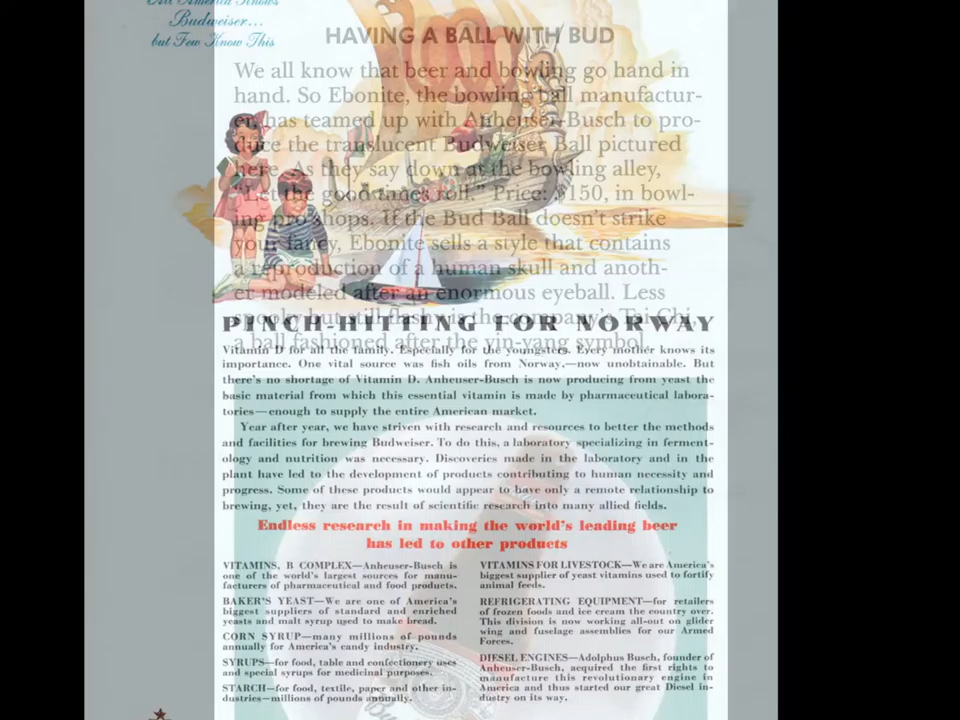 All America Knows
Budweiser...
but Few Know This
HAVING A BALL WITH BUD
We all know that beer and bowling go hand in
hand. So Ebonite, the bowling ball manufactur-
er, has teamed up with Anheuser-Busch to pro-
duce the translucent Budweiser Ball pictured
here. As they say down at the bowling alley,
"Let the good times roll." Price: $150, in bowl-
ing pro shops. If the Bud Ball doesn't strike
your fancy, Ebonite sells a style that contains
a reproduction of a human skull and anoth-
er modeled after an enormous eyeball. Less
spooky but still flashy is the company's Tai Chi,
a ball fashioned after the yin-yang symbol.
PINCH-HITTING FOR NORWAY
Vitamin D for all the family. Especially for the youngsters. Every mother knows its
importance. One vital source was fish oils from Norway,—now unobtainable. But
there's no shortage of Vitamin D. Anheuser-Busch is now producing from yeast the
basic material from which this essential vitamin is made by pharmaceutical labora-
tories—enough to supply the entire American market.
Year after year, we have striven with research and resources to better the methods
and facilities for brewing Budweiser. To do this, a laboratory specializing in ferment-
ology and nutrition was necessary. Discoveries made in the laboratory and in the
plant have led to the development of products contributing to human necessity and
progress. Some of these products would appear to have only a remote relationship to
brewing, yet, they are the result of scientific research into many allied fields.
Endless research in making the world's leading beer
has led to other products
VITAMINS, B COMPLEX—Anheuser-Busch is
one of the world's largest sources for manu-
facturers of pharmaceutical and food products.
BAKER'S YEAST—We are one of America's
biggest suppliers of standard and enriched
yeasts and malt syrup used to make bread.
CORN SYRUP—many millions of pounds
annually for America's candy industry.
SYRUPS—for food, table and confectionery uses
and special syrups for medicinal purposes.
STARCH—for food, textile, paper and other in-
dustries—millions of pounds annually.
VITAMINS FOR LIVESTOCK—We are America's
biggest supplier of yeast vitamins used to fortify
animal feeds.
REFRIGERATING EQUIPMENT—for retailers
of frozen foods and ice cream the country over.
This division is now working all-out on glider
wing and fuselage assemblies for our Armed
Forces.
DIESEL ENGINES—Adolphus Busch, founder of
Anheuser-Busch, acquired the first rights to
manufacture this revolutionary engine in
America and thus started our great Diesel in-
dustry on its way.